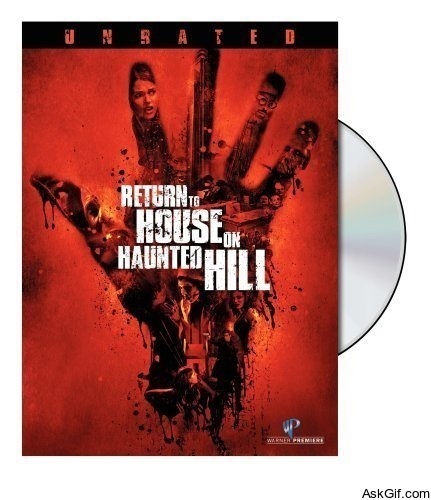 UNRATED
RETURN TO
HOUSE ON
HAUNTED HILL
WARNER PREMIERE
AskGif.com